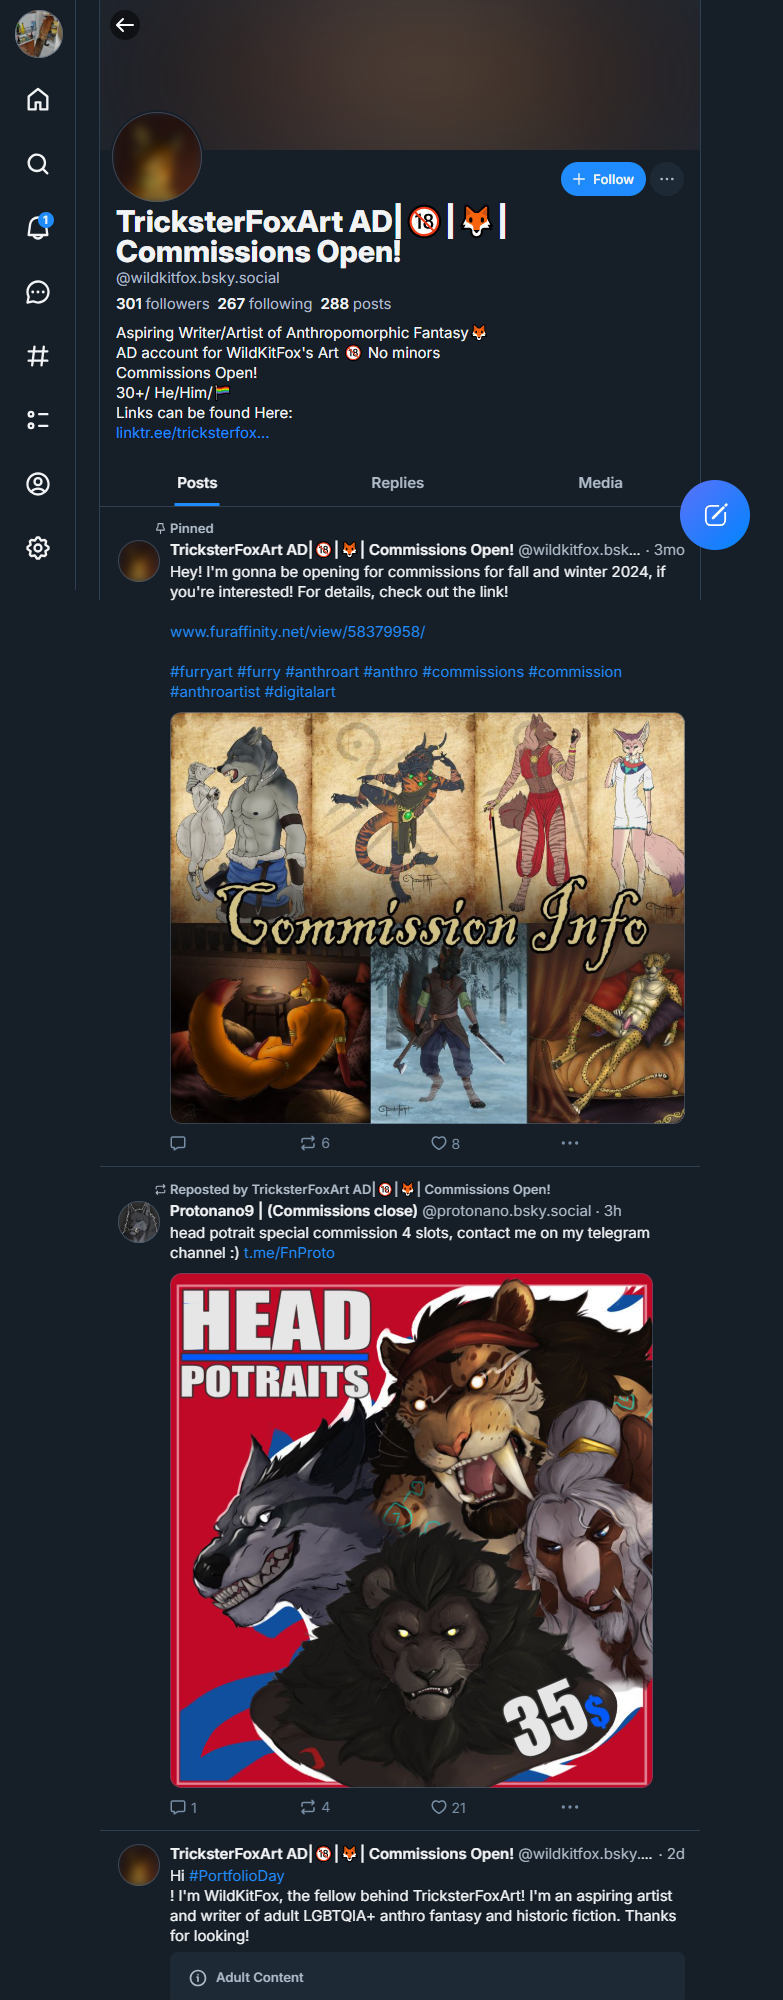 1
+ Follow
TricksterFoxArt AD|🔞|🦊|
Commissions Open!
@wildkitfox.bsky.social
301 followers 267 following 288 posts
Aspiring Writer/Artist of Anthropomorphic Fantasy🦊
AD account for WildKitFox's Art 🔞 No minors
Commissions Open!
30+/ He/Him/🏳️‍🌈
Links can be found Here:
linktr.ee/tricksterfox...
Posts Replies Media
Pinned
TricksterFoxArt AD|🔞|🦊| Commissions Open! @wildkitfox.bsk... · 3mo
Hey! I'm gonna be opening for commissions for fall and winter 2024, if
you're interested! For details, check out the link!
www.furaffinity.net/view/58379958/
#furryart #furry #anthroart #anthro #commissions #commission
#anthroartist #digitalart
Commission Info
6 8
Reposted by TricksterFoxArt AD|🔞|🦊| Commissions Open!
Protonano9 | (Commissions close) @protonano.bsky.social · 3h
head potrait special commission 4 slots, contact me on my telegram
channel :) t.me/FnProto
HEAD
POTRAITS
35$
1 4 21
TricksterFoxArt AD|🔞|🦊| Commissions Open! @wildkitfox.bsky.... · 2d
Hi #PortfolioDay
! I'm WildKitFox, the fellow behind TricksterFoxArt! I'm an aspiring artist
and writer of adult LGBTQIA+ anthro fantasy and historic fiction. Thanks
for looking!
Adult Content